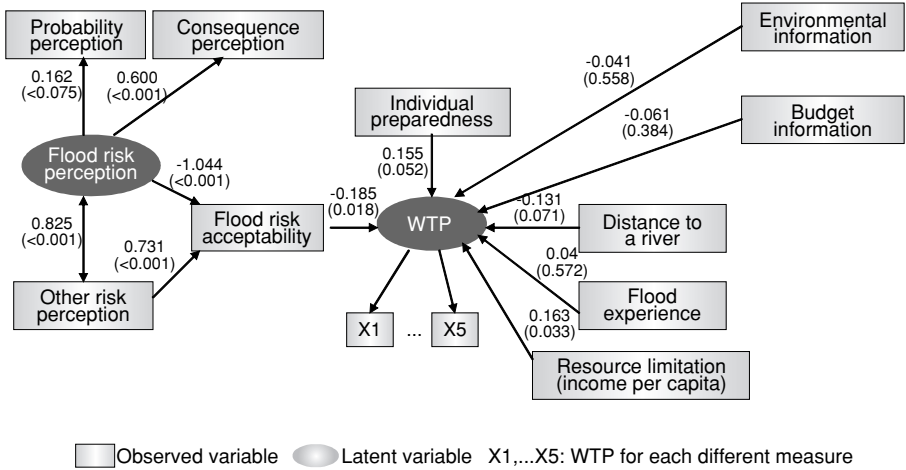 Probability
perception
Consequence
perception
Environmental
information
0.162
(<0.075)
0.600
(<0.001)
-0.041
(0.558)
Individual
preparedness
-0.061
(0.384)
Budget
information
Flood risk
perception
-1.044
(<0.001)
0.155
(0.052)
0.825
(<0.001)
0.731
(<0.001)
Flood risk
acceptability
-0.185
(0.018)
WTP
-0.131
(0.071)
Distance to
a river
0.04
(0.572)
Other risk
perception
Flood
experience
X1 ... X5
0.163
(0.033)
Resource limitation
(income per capita)
Observed variable Latent variable X1,...X5: WTP for each different measure